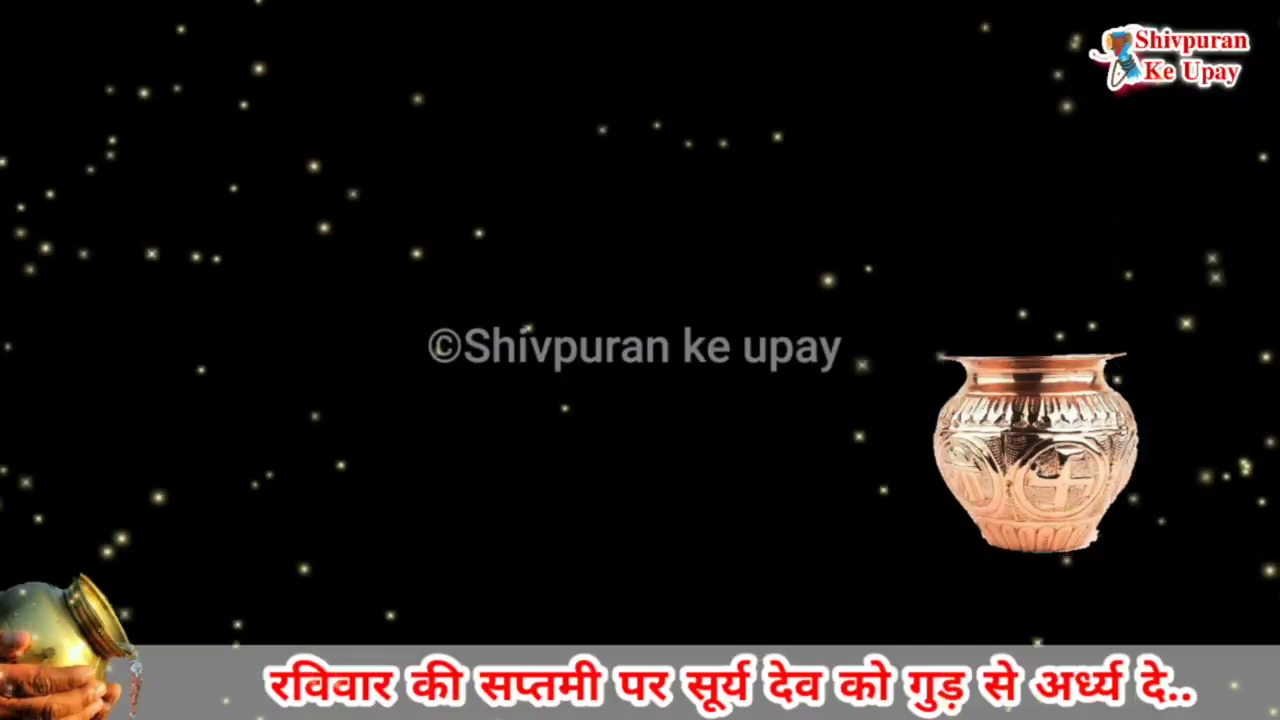 Shivpuran
Ke Upay
©Shivpuran ke upay
रविवार की सप्तमी पर सूर्य देव को गुड़ से अर्ध्य दे..